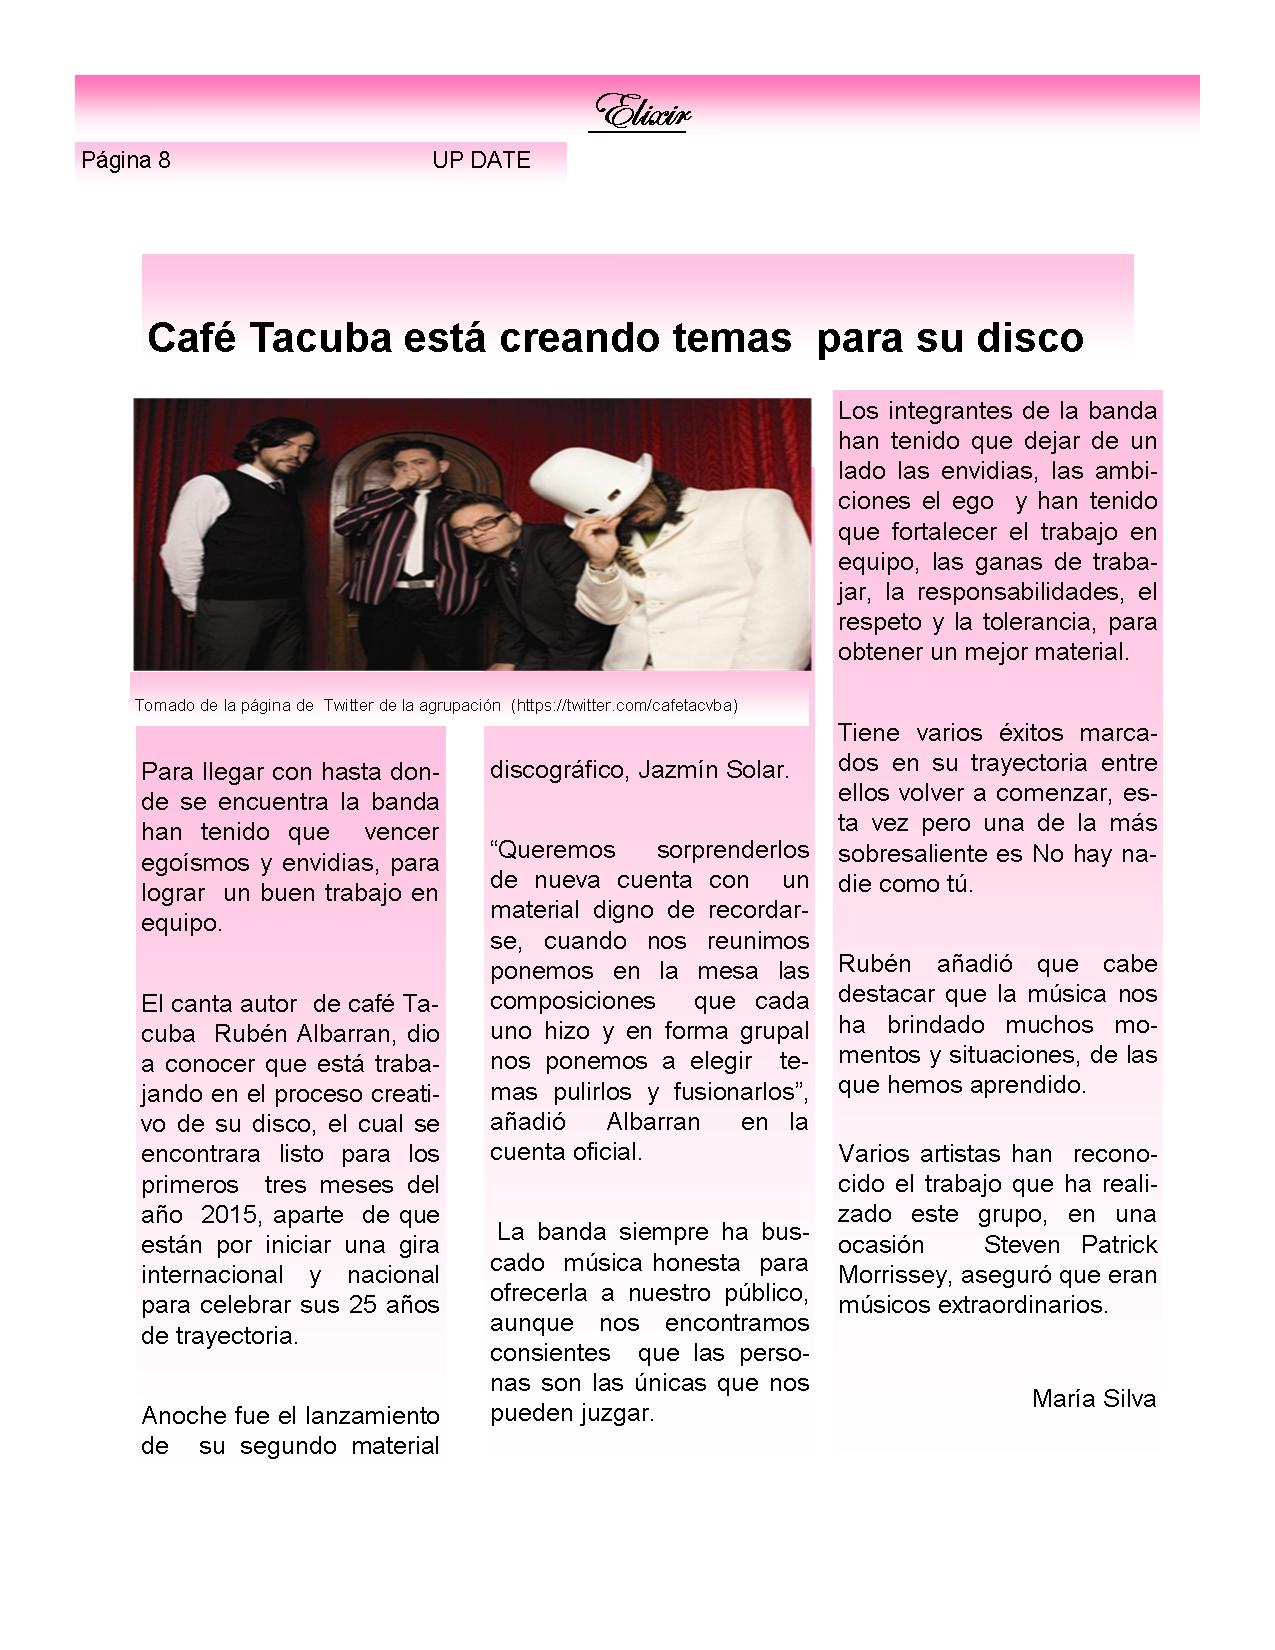 Elixir
Página 8 UP DATE
Café Tacuba está creando temas  para su disco
Tomado de la página de  Twitter de la agrupación  (https://twitter.com/cafetacvba)
Para llegar con hasta don-
de se encuentra la banda
han tenido que  vencer
egoísmos y envidias, para
lograr  un buen trabajo en
equipo.
El canta autor  de café Ta-
cuba  Rubén Albarran, dio
a conocer que está traba-
jando en el proceso creati-
vo de su disco, el cual se
encontrara listo para los
primeros  tres meses del
año  2015, aparte  de que
están por iniciar una gira
internacional y nacional
para celebrar sus 25 años
de trayectoria.
Anoche fue el lanzamiento
de  su segundo material
discográfico, Jazmín Solar.
“Queremos sorprenderlos
de nueva cuenta con  un
material digno de recordar-
se, cuando nos reunimos
ponemos en la mesa las
composiciones  que cada
uno hizo y en forma grupal
nos ponemos a elegir  te-
mas pulirlos y fusionarlos”,
añadió Albarran en la
cuenta oficial.
La banda siempre ha bus-
cado  música honesta  para
ofrecerla a nuestro público,
aunque nos encontramos
consientes  que las perso-
nas son las únicas que nos
pueden juzgar.
Los integrantes de la banda
han tenido que dejar de un
lado las envidias, las ambi-
ciones el ego  y han tenido
que fortalecer el trabajo en
equipo, las ganas de traba-
jar, la responsabilidades, el
respeto y la tolerancia, para
obtener un mejor material.
Tiene varios éxitos marca-
dos en su trayectoria entre
ellos volver a comenzar, es-
ta vez pero una de la más
sobresaliente es No hay na-
die como tú.
Rubén añadió que cabe
destacar que la música nos
ha brindado muchos mo-
mentos y situaciones, de las
que hemos aprendido.
Varios artistas han  recono-
cido el trabajo que ha reali-
zado este grupo, en una
ocasión  Steven Patrick
Morrissey, aseguró que eran
músicos extraordinarios.
María Silva